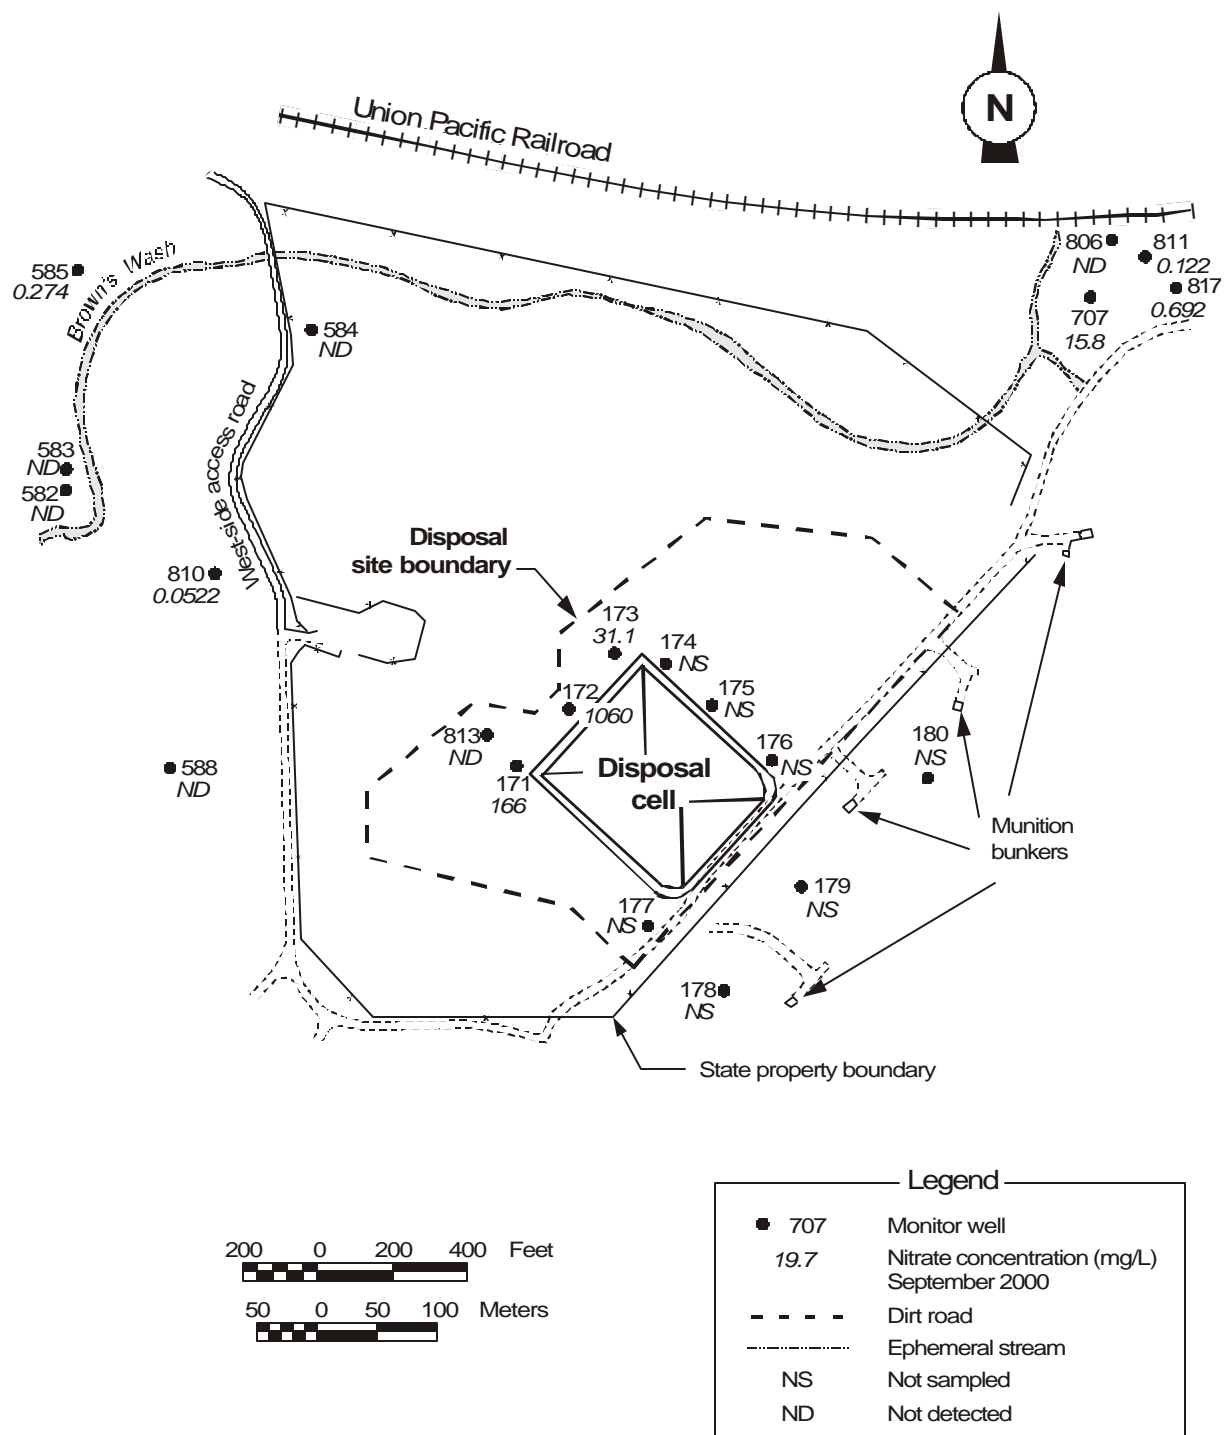 N
Union Pacific Railroad
Brown's Wash
585
0.274
806
ND
811
0.122
817
0.692
707
15.8
584
ND
583
ND
582
ND
West-side access road
810
0.0522
Disposal
site boundary
173
31.1
174
NS
175
NS
172
1060
813
ND
171
166
176
NS
180
NS
588
ND
Disposal
cell
Munition
bunkers
179
NS
177
NS
178
NS
State property boundary
200 0 200 400 Feet
50 0 50 100 Meters
Legend
707 Monitor well
19.7 Nitrate concentration (mg/L)
September 2000
Dirt road
Ephemeral stream
NS Not sampled
ND Not detected